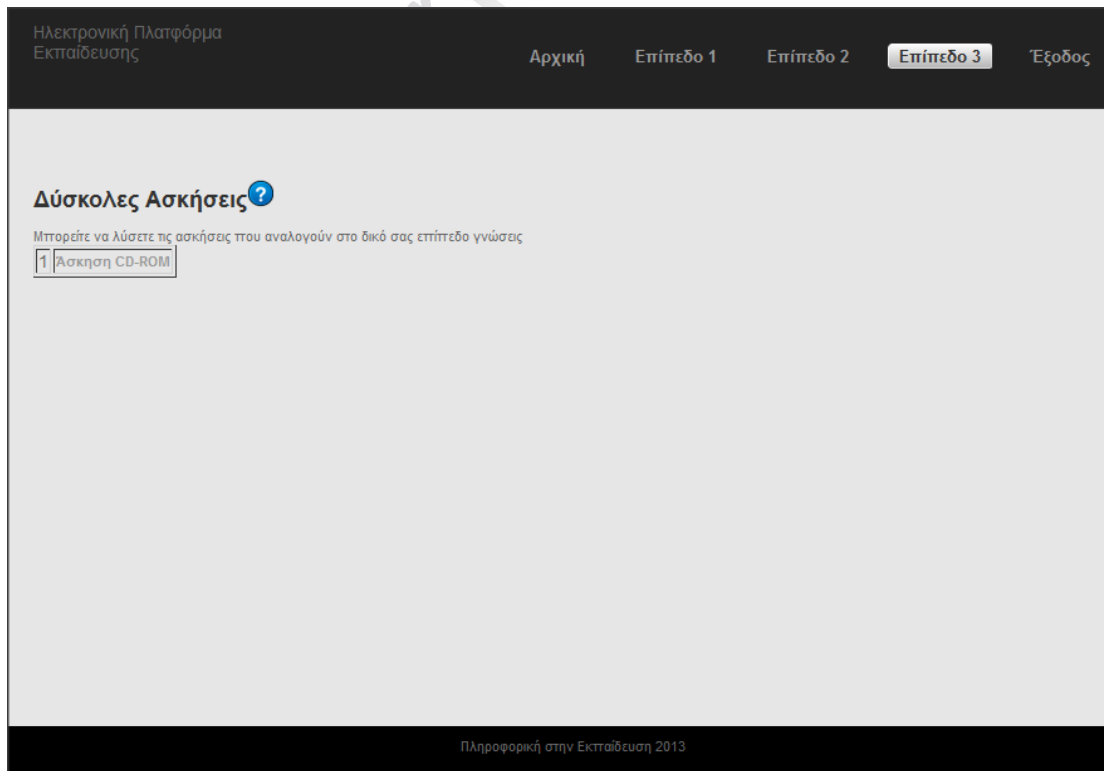 Ηλεκτρονική Πλατφόρμα
Εκπαίδευσης
Αρχική Επίπεδο 1 Επίπεδο 2 Επίπεδο 3 Έξοδος
Δύσκολες Ασκήσεις
Μπορείτε να λύσετε τις ασκήσεις που αναλογούν στο δικό σας επίπεδο γνώσεις
1 Άσκηση CD-ROM
Πληροφορική στην Εκπαίδευση 2013